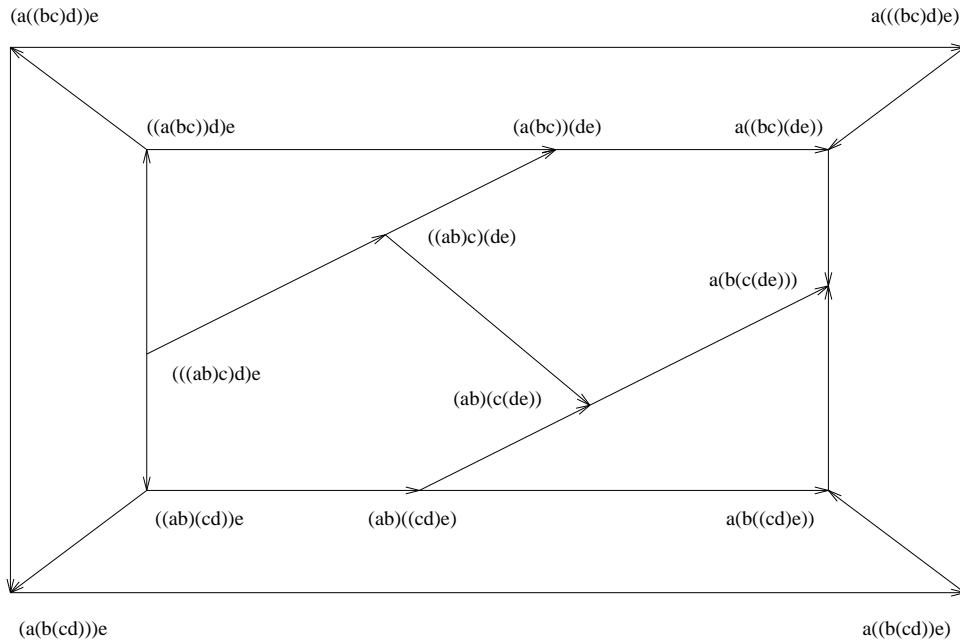 (a((bc)d))e
a(((bc)d)e)
((a(bc))d)e
(a(bc))(de)
a((bc)(de))
((ab)c)(de)
a(b(c(de)))
(((ab)c)d)e
(ab)(c(de))
((ab)(cd))e
(ab)((cd)e)
a(b((cd)e))
(a(b(cd)))e
a((b(cd))e)